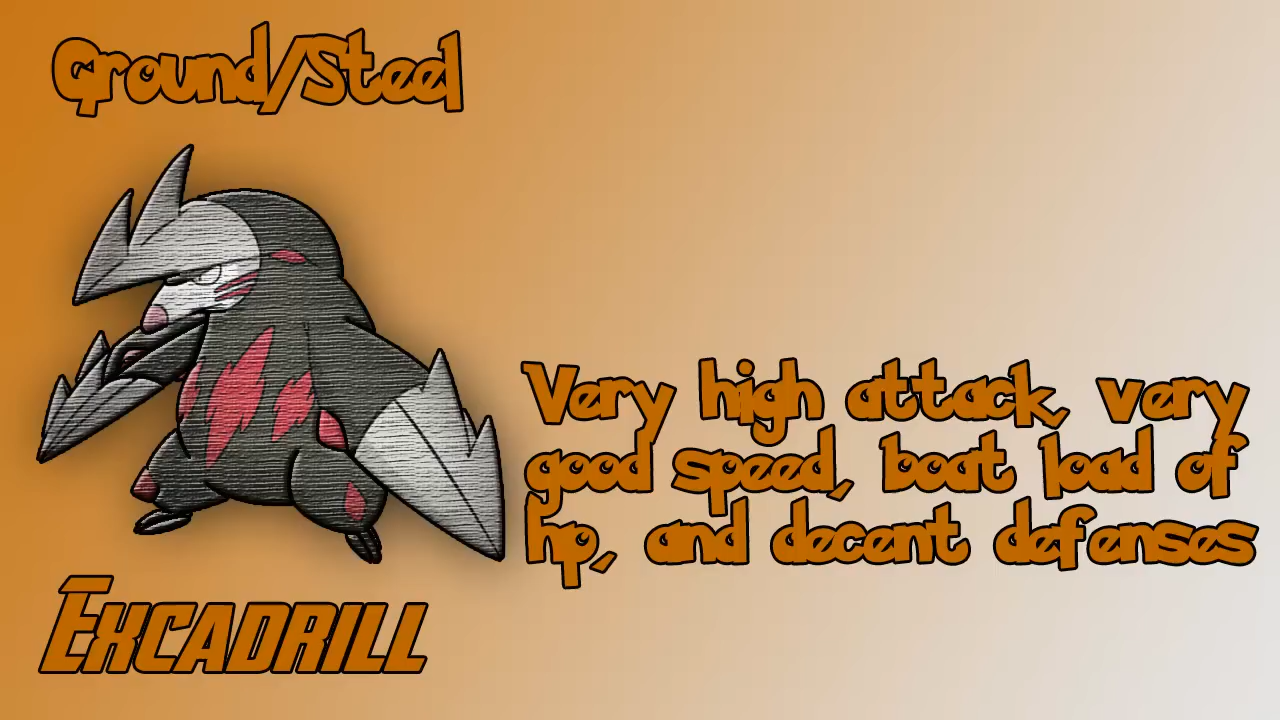 Ground/Steel
Very high attack, very
good speed, boat load of
hp, and decent defenses
Excadrill